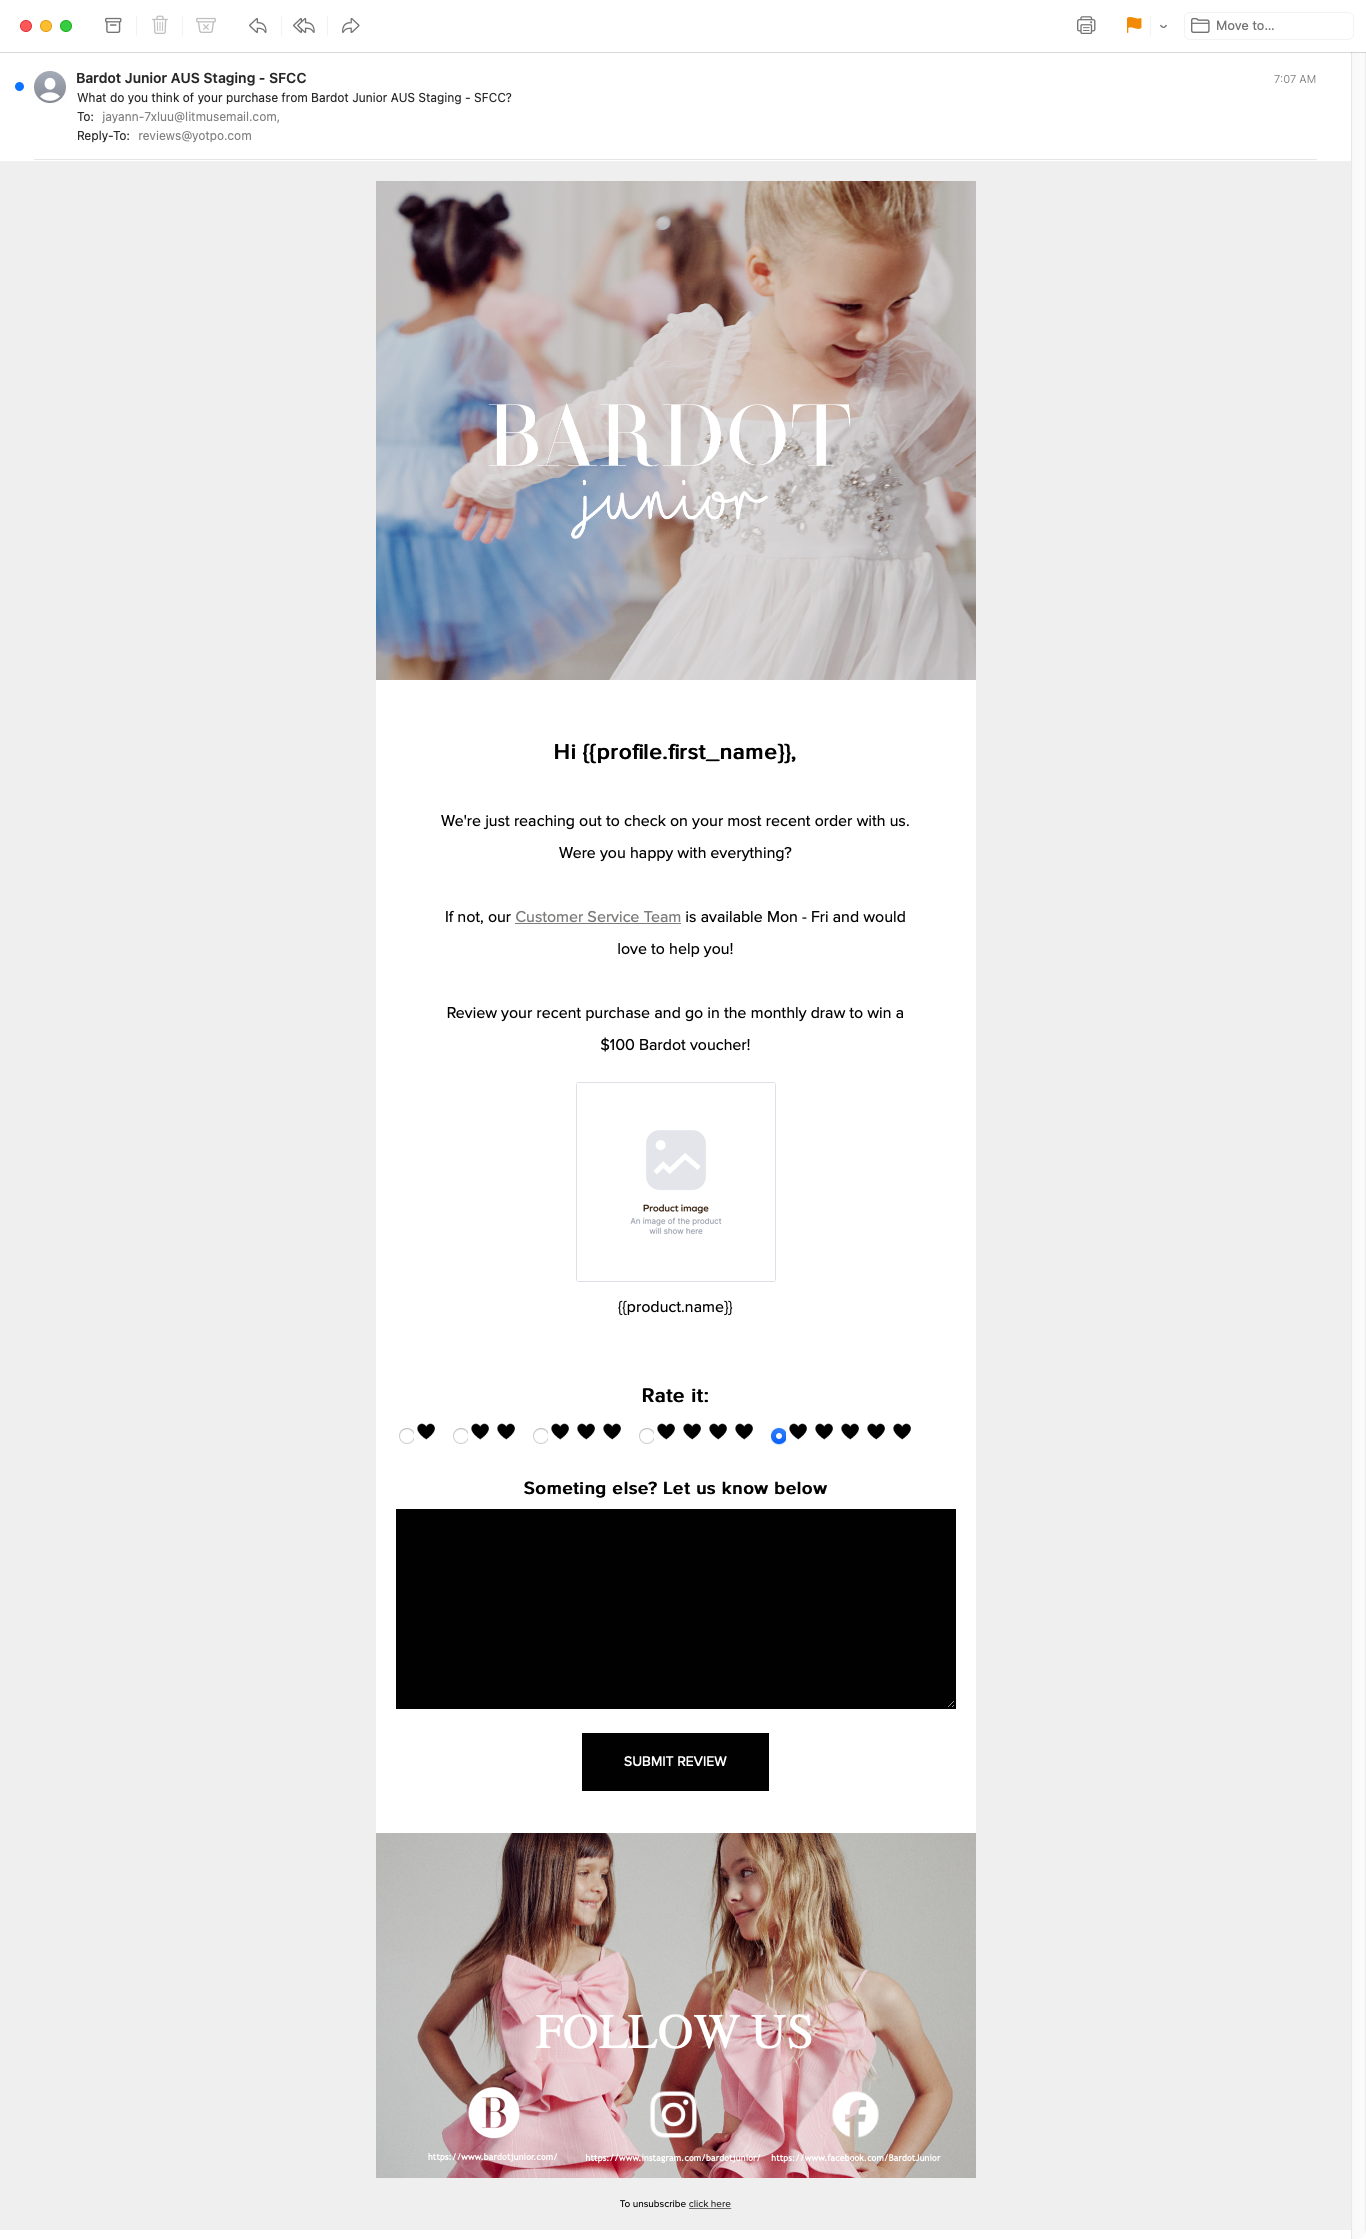 Move to...
Bardot Junior AUS Staging - SFCC
7:07 AM
What do you think of your purchase from Bardot Junior AUS Staging - SFCC?
To: jayann-7xluu@litmusemail.com,
Reply-To: reviews@yotpo.com
BARDOT
junior
Hi {{profile.first_name}},
We're just reaching out to check on your most recent order with us.
Were you happy with everything?
If not, our Customer Service Team is available Mon - Fri and would
love to help you!
Review your recent purchase and go in the monthly draw to win a
$100 Bardot voucher!
Product image
An image of the product
will show here
{{product.name}}
Rate it:
Someting else? Let us know below
SUBMIT REVIEW
FOLLOW US
B
https://www.bardotjunior.com/ https://www.instagram.com/bardotjunior/ https://www.facebook.com/BardotJunior
To unsubscribe click here